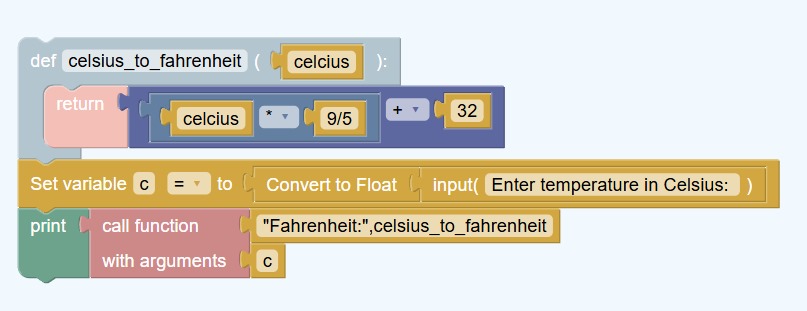 def celsius_to_fahrenheit ( celcius ):
return celcius * 9/5 + 32
Set variable c = to Convert to Float input( Enter temperature in Celsius: )
print call function "Fahrenheit:",celsius_to_fahrenheit
with arguments c